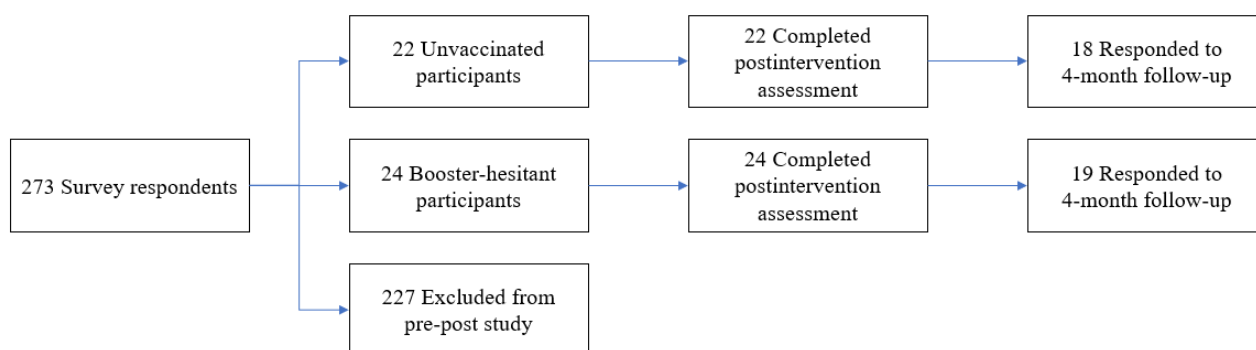 273 Survey respondents
22 Unvaccinated
participants
22 Completed
postintervention
assessment
18 Responded to
4-month follow-up
24 Booster-hesitant
participants
24 Completed
postintervention
assessment
19 Responded to
4-month follow-up
227 Excluded from
pre-post study